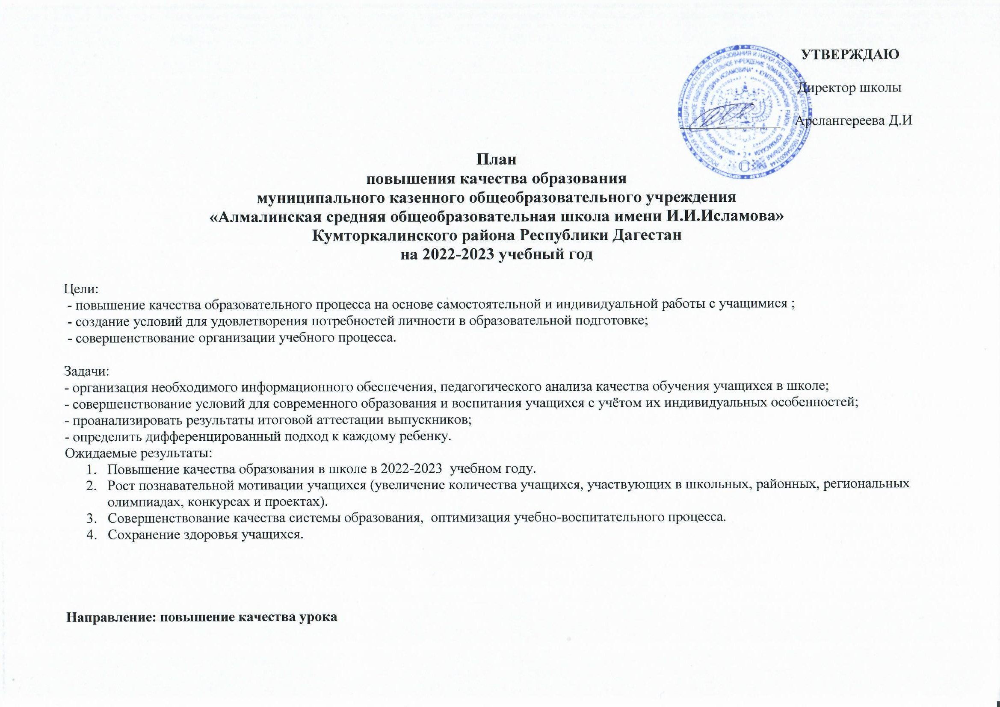 УТВЕРЖДАЮ
Директор школы
Арслангереева Д.И
План
повышения качества образования
муниципального казенного общеобразовательного учреждения
«Алмалинская средняя общеобразовательная школа имени И.И.Исламова»
Кумторкалинского района Республики Дагестан
на 2022-2023 учебный год
Цели:
- повышение качества образовательного процесса на основе самостоятельной и индивидуальной работы с учащимися ;
- создание условий для удовлетворения потребностей личности в образовательной подготовке;
- совершенствование организации учебного процесса.
Задачи:
- организация необходимого информационного обеспечения, педагогического анализа качества обучения учащихся в школе;
- совершенствование условий для современного образования и воспитания учащихся с учётом их индивидуальных особенностей;
- проанализировать результаты итоговой аттестации выпускников;
- определить дифференцированный подход к каждому ребенку.
Ожидаемые результаты:
1. Повышение качества образования в школе в 2022-2023 учебном году.
2. Рост познавательной мотивации учащихся (увеличение количества учащихся, участвующих в школьных, районных, региональных
олимпиадах, конкурсах и проектах).
3. Совершенствование качества системы образования, оптимизация учебно-воспитательного процесса.
4. Сохранение здоровья учащихся.
Направление: повышение качества урока